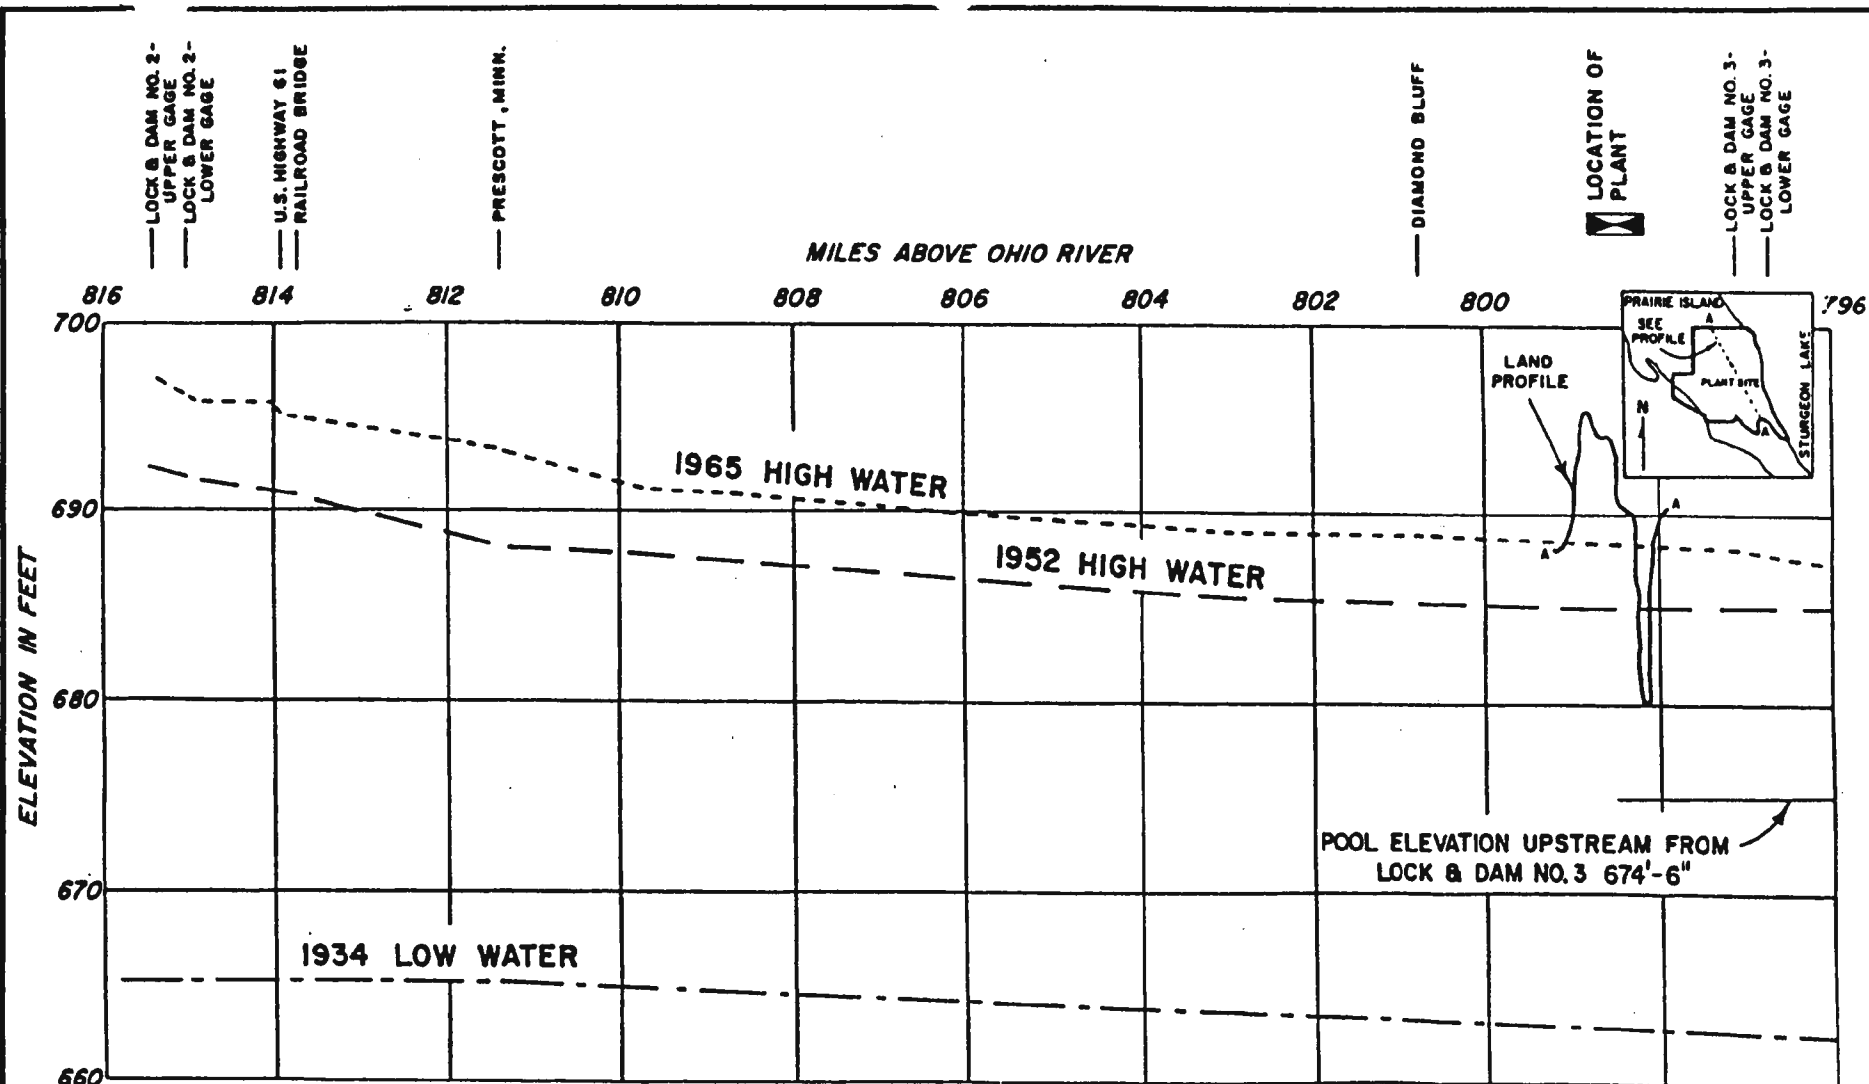 LOCK & DAM NO. 2-
UPPER GAGE
LOCK & DAM NO. 2-
LOWER GAGE
U.S. HIGHWAY 61
RAILROAD BRIDGE
PRESCOTT, MINN.
DIAMOND BLUFF
LOCATION OF
PLANT
LOCK & DAM NO. 3-
UPPER GAGE
LOCK & DAM NO. 3-
LOWER GAGE
MILES ABOVE OHIO RIVER
816 814 812 810 808 806 804 802 800 796
700
690
680
670
660
ELEVATION IN FEET
PRAIRIE ISLAND
A
SEE
PROFILE
PLANT SITE
N
A
STURGEON LAKE
LAND
PROFILE
A
A
1965 HIGH WATER
1952 HIGH WATER
POOL ELEVATION UPSTREAM FROM
LOCK & DAM NO. 3 674'-6"
1934 LOW WATER